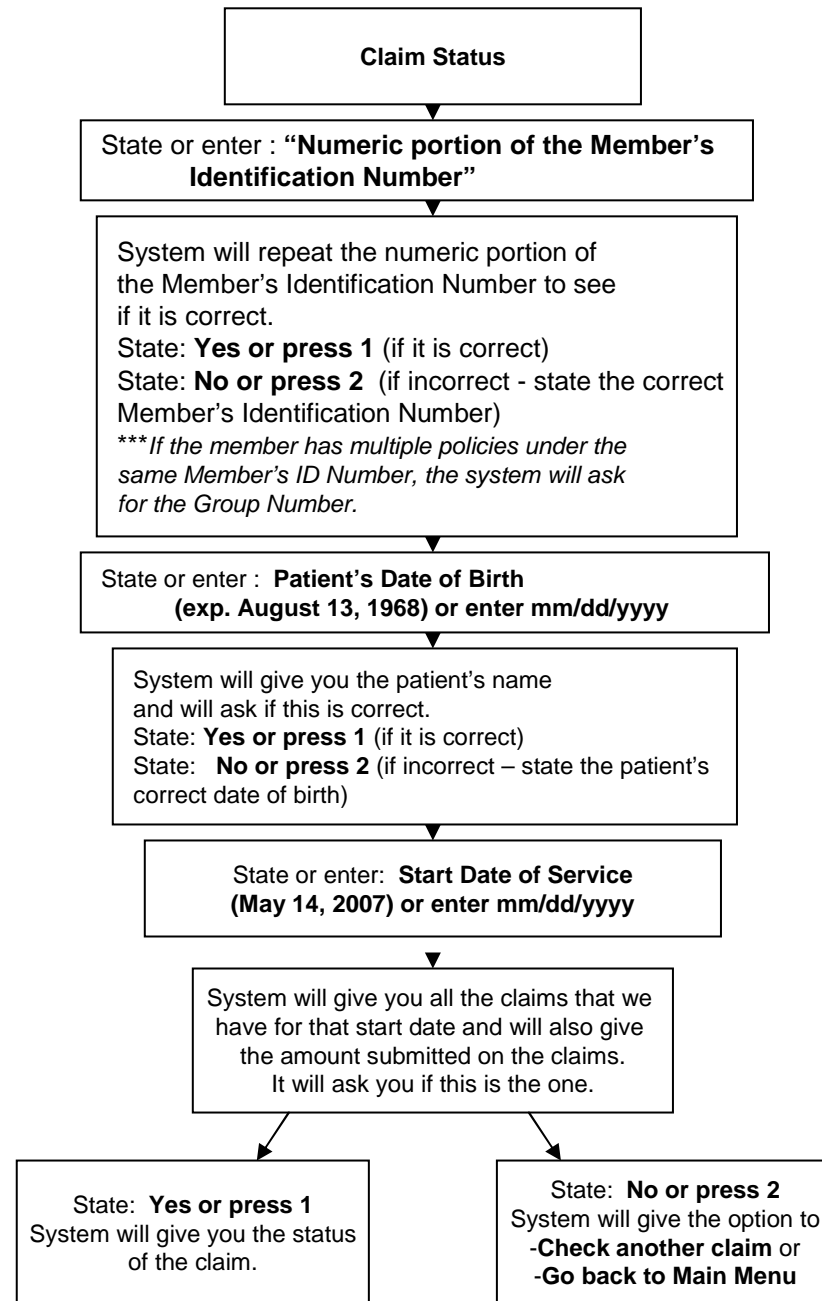 Claim Status
State or enter : “Numeric portion of the Member’s
Identification Number”
System will repeat the numeric portion of
the Member’s Identification Number to see
if it is correct.
State: Yes or press 1 (if it is correct)
State: No or press 2 (if incorrect - state the correct
Member’s Identification Number)
***If the member has multiple policies under the
same Member’s ID Number, the system will ask
for the Group Number.
State or enter : Patient’s Date of Birth
(exp. August 13, 1968) or enter mm/dd/yyyy
System will give you the patient’s name
and will ask if this is correct.
State: Yes or press 1 (if it is correct)
State: No or press 2 (if incorrect – state the patient’s
correct date of birth)
State or enter: Start Date of Service
(May 14, 2007) or enter mm/dd/yyyy
System will give you all the claims that we
have for that start date and will also give
the amount submitted on the claims.
It will ask you if this is the one.
State: Yes or press 1
System will give you the status
of the claim.
State: No or press 2
System will give the option to
-Check another claim or
-Go back to Main Menu